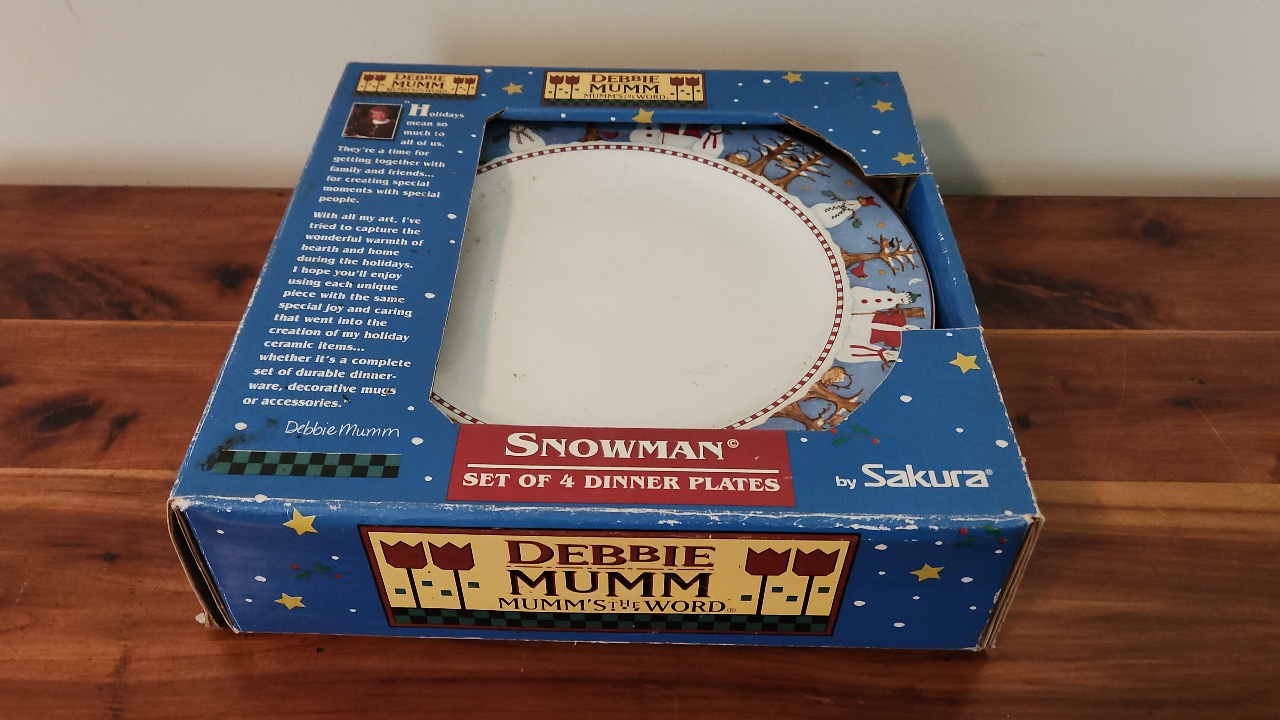 DEBBIE
MUMM
MUMM'S THE WORD®
DEBBIE
MUMM
MUMM'S THE WORD®
"Holidays
mean so
much to
all of us.
They're a time for
getting together with
family and friends...
for creating special
moments with special
people.
With all my art, I've
tried to capture the
wonderful warmth of
hearth and home
during the holidays.
I hope you'll enjoy
using each unique
piece with the same
special joy and caring
that went into the
creation of my holiday
ceramic items...
whether it's a complete
set of durable dinner-
ware, decorative mugs
or accessories."
Debbie Mumm
SNOWMAN©
SET OF 4 DINNER PLATES
by Sakura®
DEBBIE
MUMM
MUMM'S THE WORD®